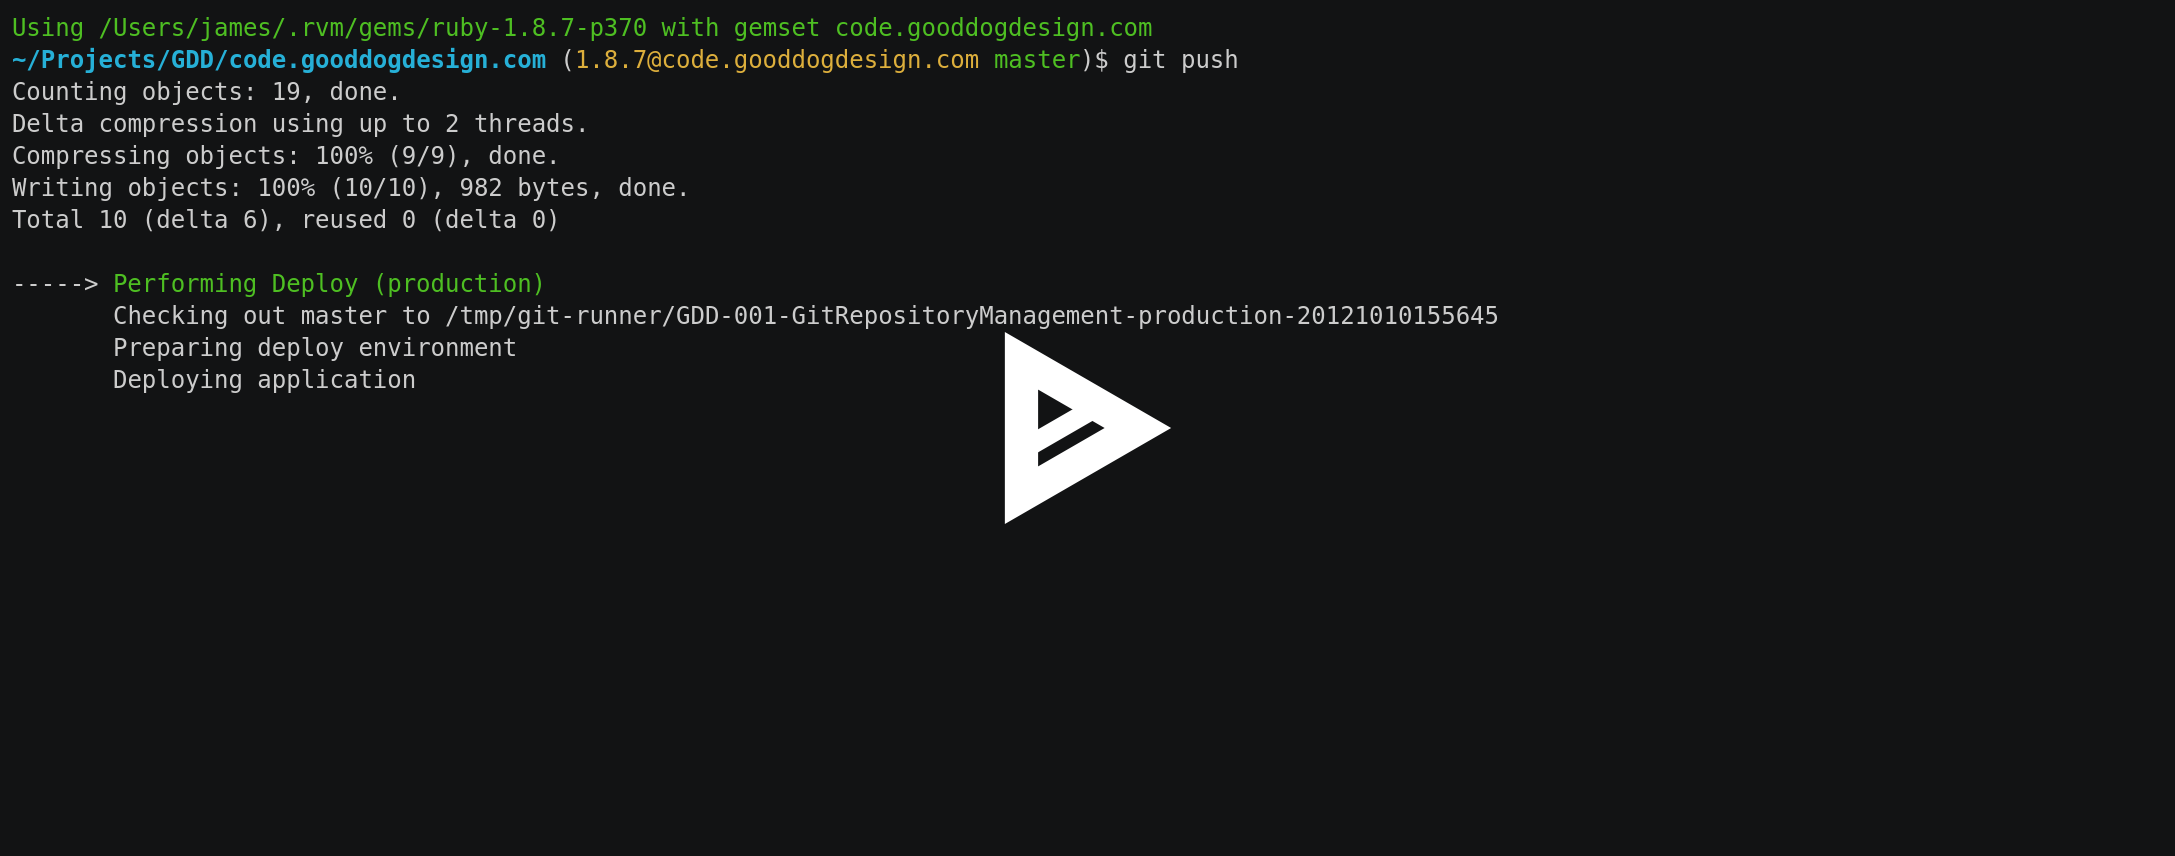 Using /Users/james/.rvm/gems/ruby-1.8.7-p370 with gemset code.gooddogdesign.com
~/Projects/GDD/code.gooddogdesign.com (1.8.7@code.gooddogdesign.com master)$ git push
Counting objects: 19, done.
Delta compression using up to 2 threads.
Compressing objects: 100% (9/9), done.
Writing objects: 100% (10/10), 982 bytes, done.
Total 10 (delta 6), reused 0 (delta 0)
-----> Performing Deploy (production)
Checking out master to /tmp/git-runner/GDD-001-GitRepositoryManagement-production-20121010155645
Preparing deploy environment
Deploying application